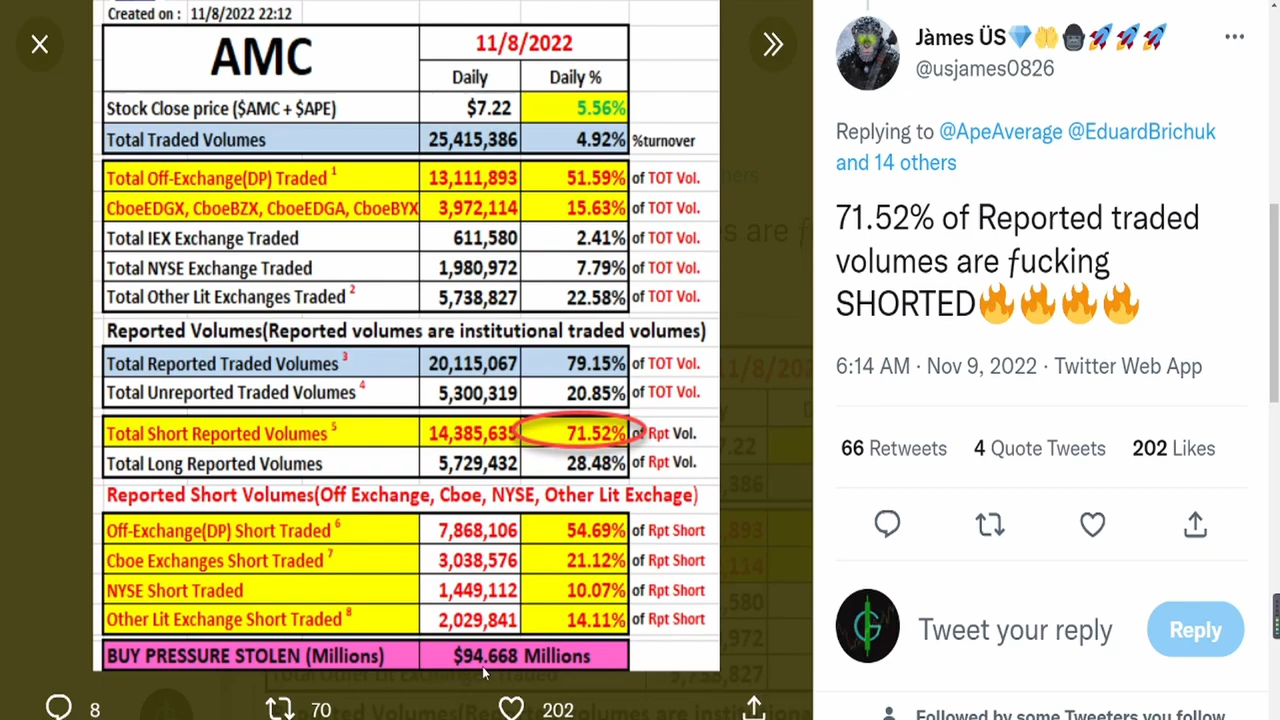 Created on : 11/8/2022 22:12
AMC
11/8/2022
Daily Daily %
Stock Close price ($AMC + $APE) $7.22 5.56%
Total Traded Volumes 25,415,386 4.92% %turnover
Total Off-Exchange(DP) Traded 1 13,111,893 51.59% of TOT Vol.
CboeEDGX, CboeBZX, CboeEDGA, CboeBYX 3,972,114 15.63% of TOT Vol.
Total IEX Exchange Traded 611,580 2.41% of TOT Vol.
Total NYSE Exchange Traded 1,980,972 7.79% of TOT Vol.
Total Other Lit Exchanges Traded 2 5,738,827 22.58% of TOT Vol.
Reported Volumes(Reported volumes are institutional traded volumes)
Total Reported Traded Volumes 3 20,115,067 79.15% of TOT Vol.
Total Unreported Traded Volumes 4 5,300,319 20.85% of TOT Vol.
Total Short Reported Volumes 5 14,385,635 71.52% of Rpt Vol.
Total Long Reported Volumes 5,729,432 28.48% of Rpt Vol.
Reported Short Volumes(Off Exchange, Cboe, NYSE, Other Lit Exchage)
Off-Exchange(DP) Short Traded 6 7,868,106 54.69% of Rpt Short
Cboe Exchanges Short Traded 7 3,038,576 21.12% of Rpt Short
NYSE Short Traded 1,449,112 10.07% of Rpt Short
Other Lit Exchange Short Traded 8 2,029,841 14.11% of Rpt Short
BUY PRESSURE STOLEN (Millions) $94.668 Millions
8 70 202
Jàmes ÜS💎🤲🦍🚀🚀🚀
@usjames0826
Replying to @ApeAverage @EduardBrichuk
and 14 others
71.52% of Reported traded
volumes are fucking
SHORTED🔥🔥🔥🔥
6:14 AM · Nov 9, 2022 · Twitter Web App
66 Retweets 4 Quote Tweets 202 Likes
Tweet your reply
Reply
Followed by some Tweeters you follow